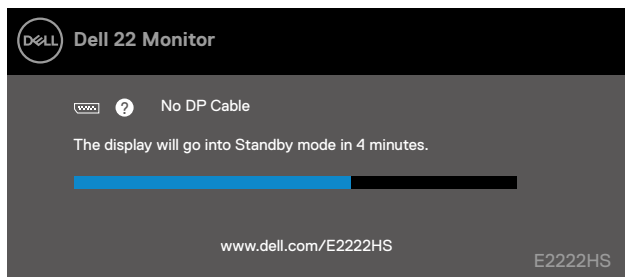 DELL Dell 22 Monitor
? No DP Cable
The display will go into Standby mode in 4 minutes.
www.dell.com/E2222HS
E2222HS